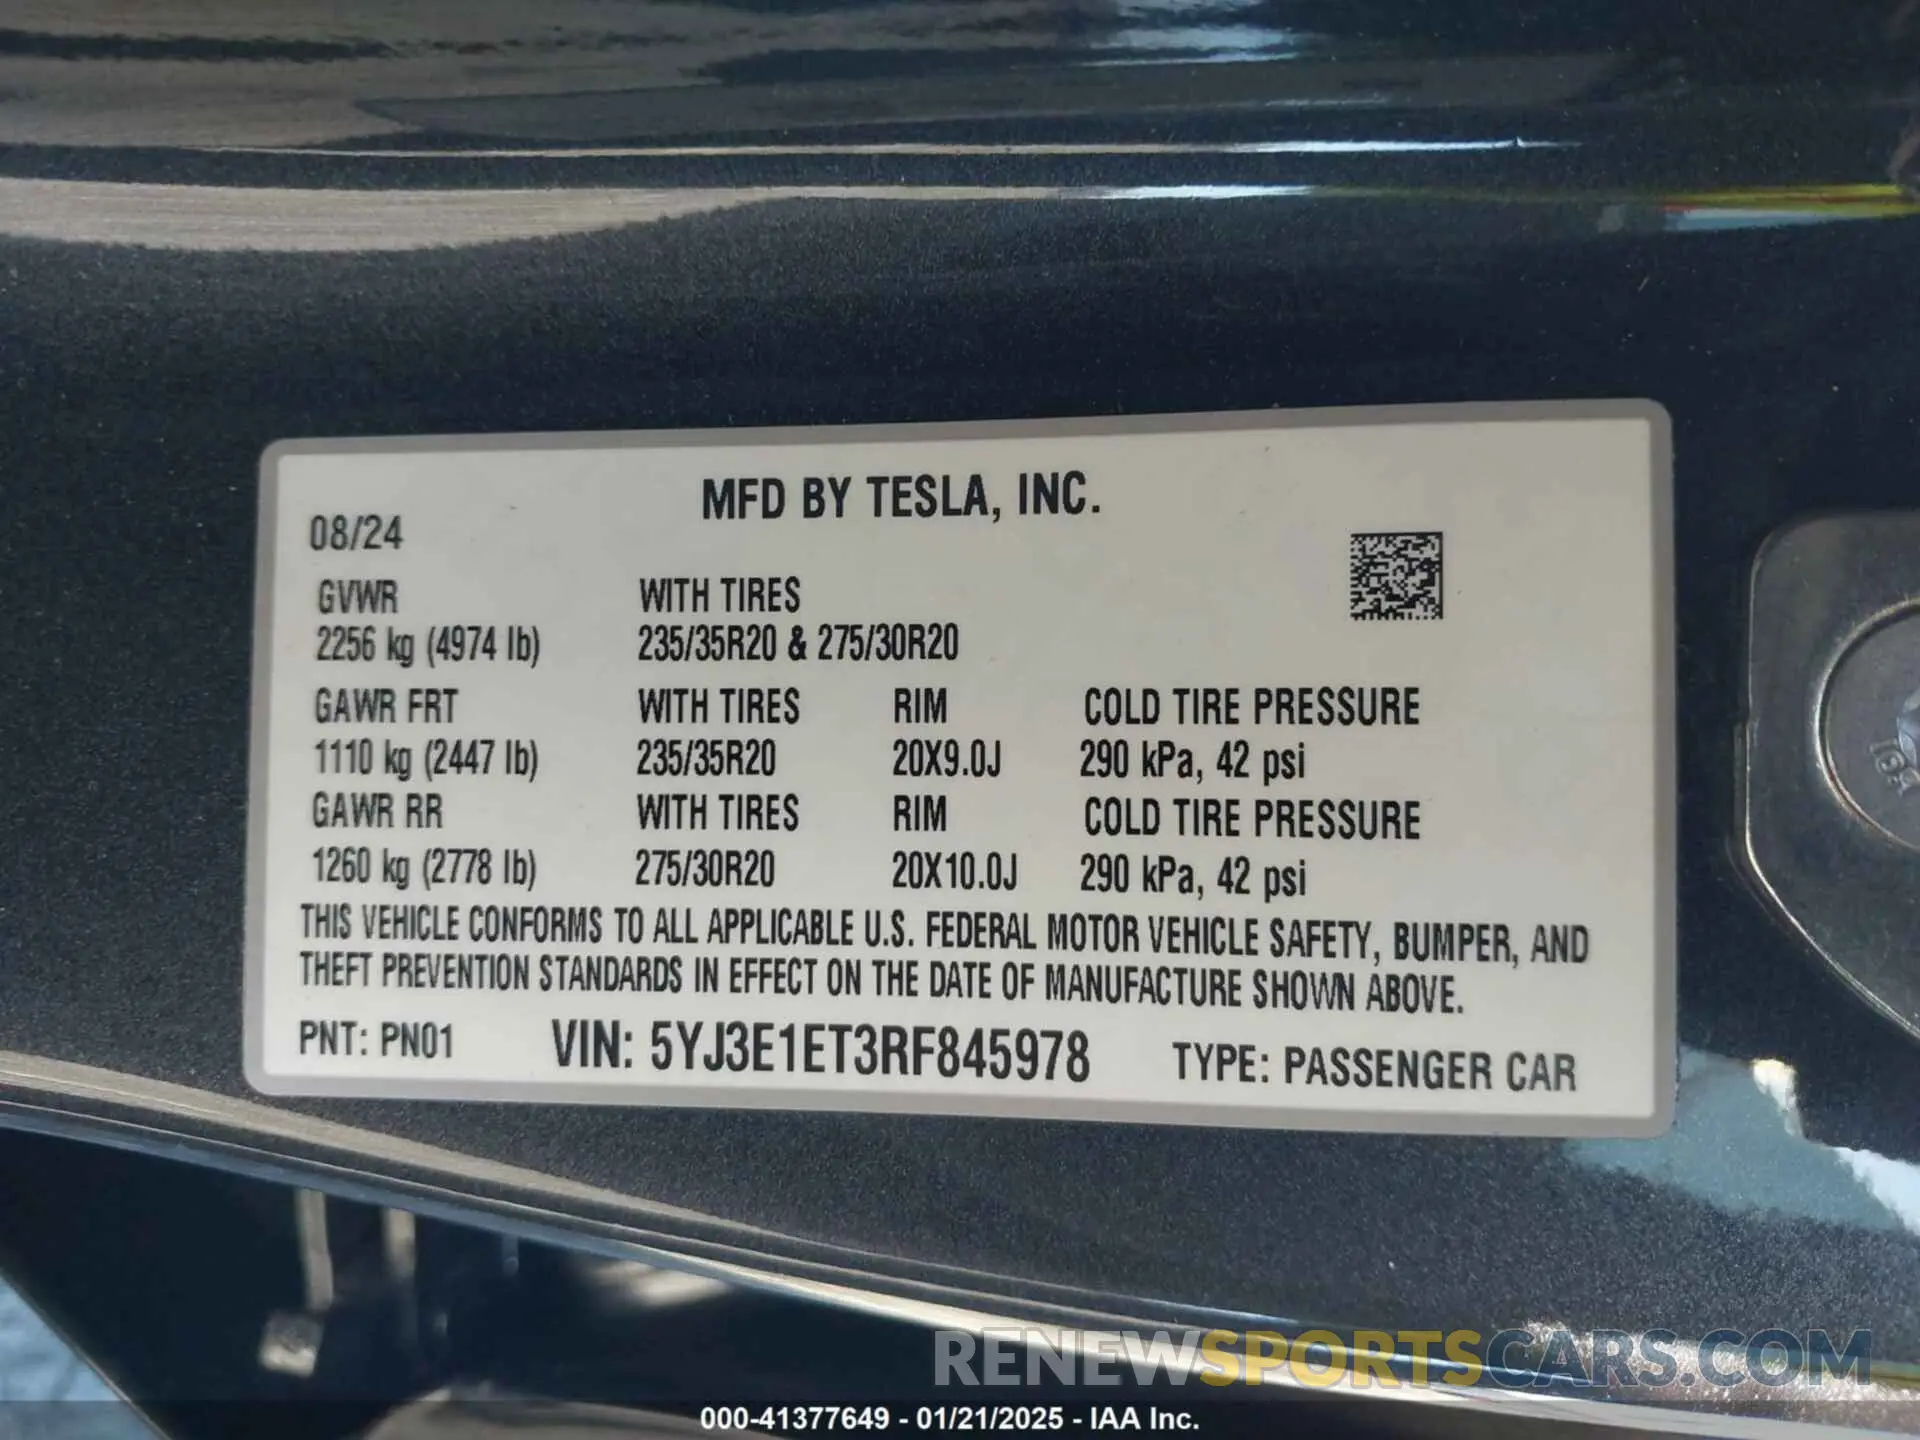 MFD BY TESLA, INC.
08/24
GVWR WITH TIRES
2256 kg (4974 lb) 235/35R20 & 275/30R20
GAWR FRT WITH TIRES RIM COLD TIRE PRESSURE
1110 kg (2447 lb) 235/35R20 20X9.0J 290 kPa, 42 psi
GAWR RR WITH TIRES RIM COLD TIRE PRESSURE
1260 kg (2778 lb) 275/30R20 20X10.0J 290 kPa, 42 psi
THIS VEHICLE CONFORMS TO ALL APPLICABLE U.S. FEDERAL MOTOR VEHICLE SAFETY, BUMPER, AND
THEFT PREVENTION STANDARDS IN EFFECT ON THE DATE OF MANUFACTURE SHOWN ABOVE.
PNT: PN01 VIN: 5YJ3E1ET3RF845978 TYPE: PASSENGER CAR
RENEWSPORTSCARS.COM
000-41377649 - 01/21/2025 - IAA Inc.